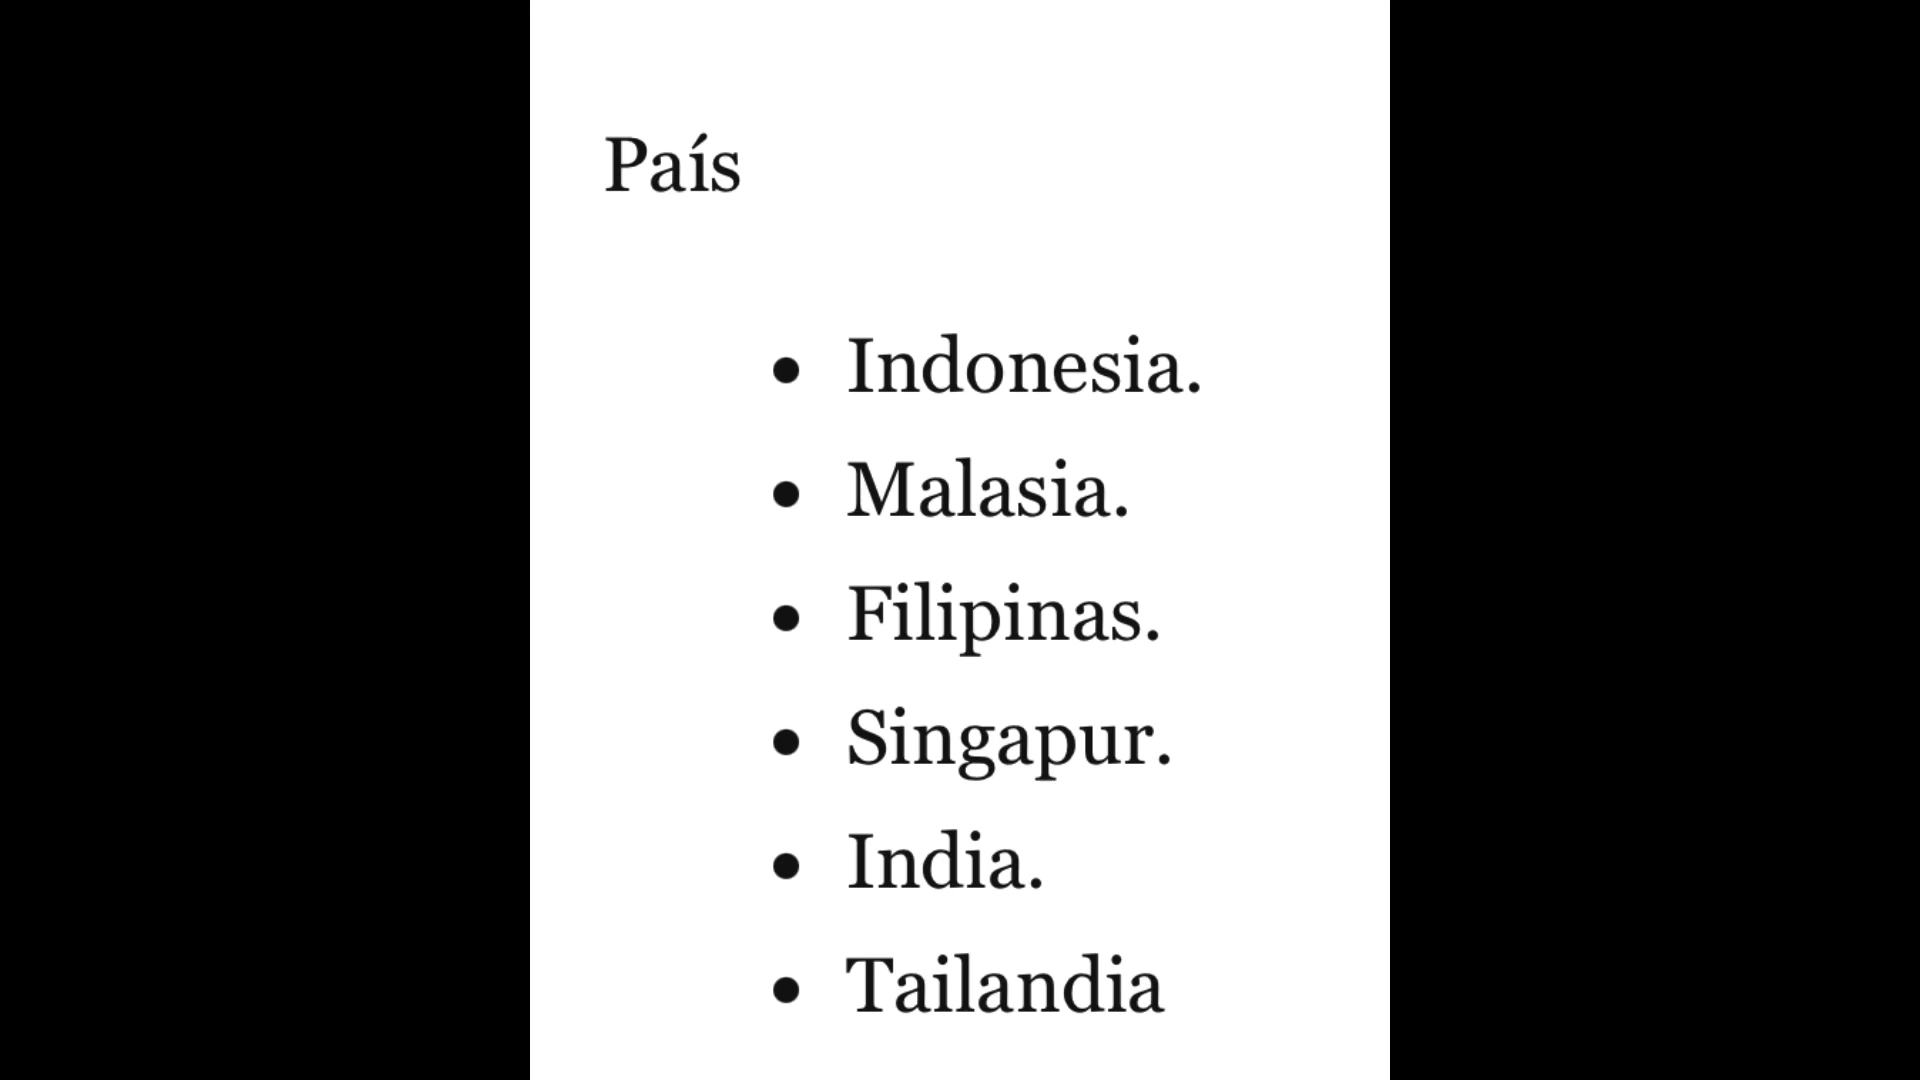 País
• Indonesia.
• Malasia.
• Filipinas.
• Singapur.
• India.
• Tailandia